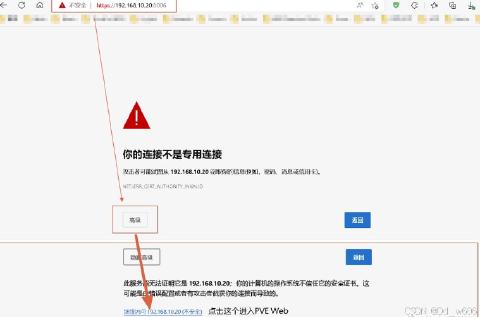 不安全 https://192.168.10.20:8006
你的连接不是专用连接
攻击者可能试图从 192.168.10.20 窃取你的信息(例如，密码、消息或信用卡)。
NET::ERR_CERT_AUTHORITY_INVALID
高级
返回
隐藏高级
返回
此服务器无法证明它是 192.168.10.20；你的计算机的操作系统不信任它的安全证书。这
可能是由错误配置或者有攻击者截获你的连接而导致的。
继续访问 192.168.10.20 (不安全) 点击这个进入PVE Web